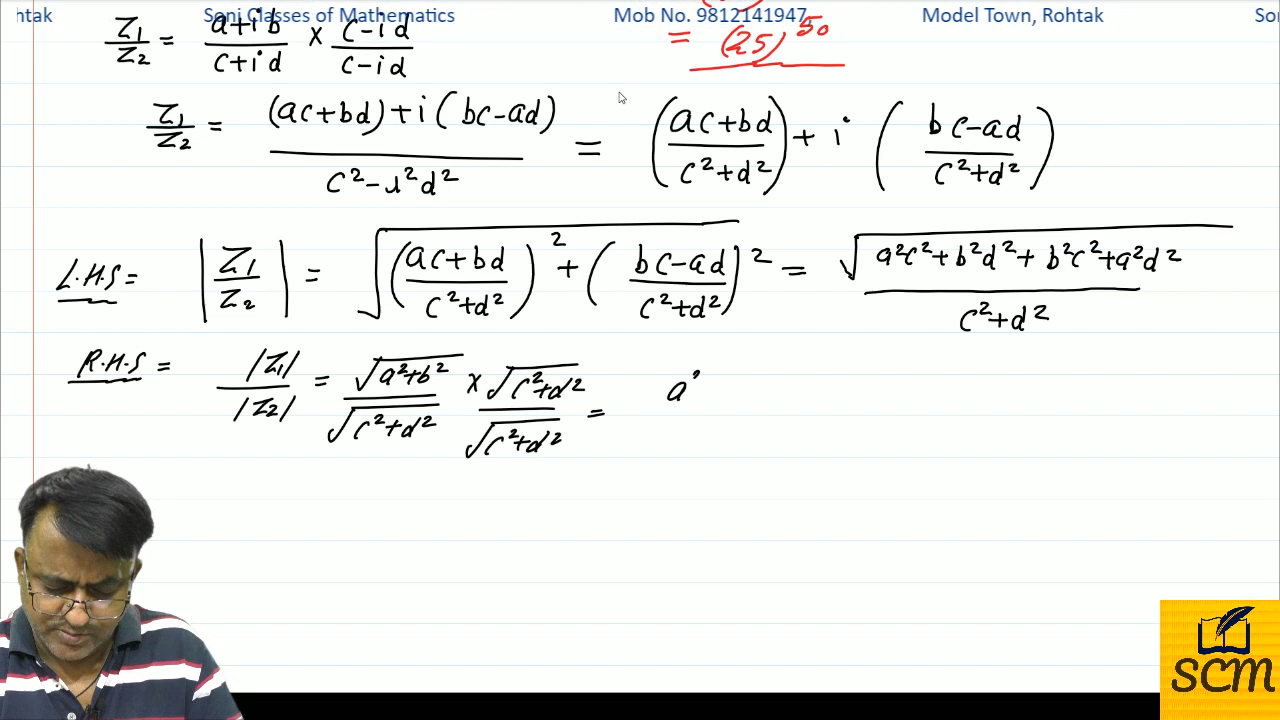 htak Soni Classes of Mathematics Mob No. 9812141947, Model Town, Rohtak So
Z₁/Z₂ = (a+ib)/(c+id) × (c-id)/(c-id)
= (25)⁵⁰
Z₁/Z₂ = ((ac+bd)+i(bc-ad))/(c²-i²d²) = ((ac+bd)/(c²+d²)) + i ((bc-ad)/(c²+d²))
L.H.S = |Z₁/Z₂| = √(((ac+bd)/(c²+d²))² + ((bc-ad)/(c²+d²))²) = √(a²c²+b²d²+b²c²+a²d²)/(c²+d²)
R.H.S = |Z₁|/|Z₂| = √(a²+b²)/√(c²+d²) × √(c²+d²)/√(c²+d²) = a
SCM